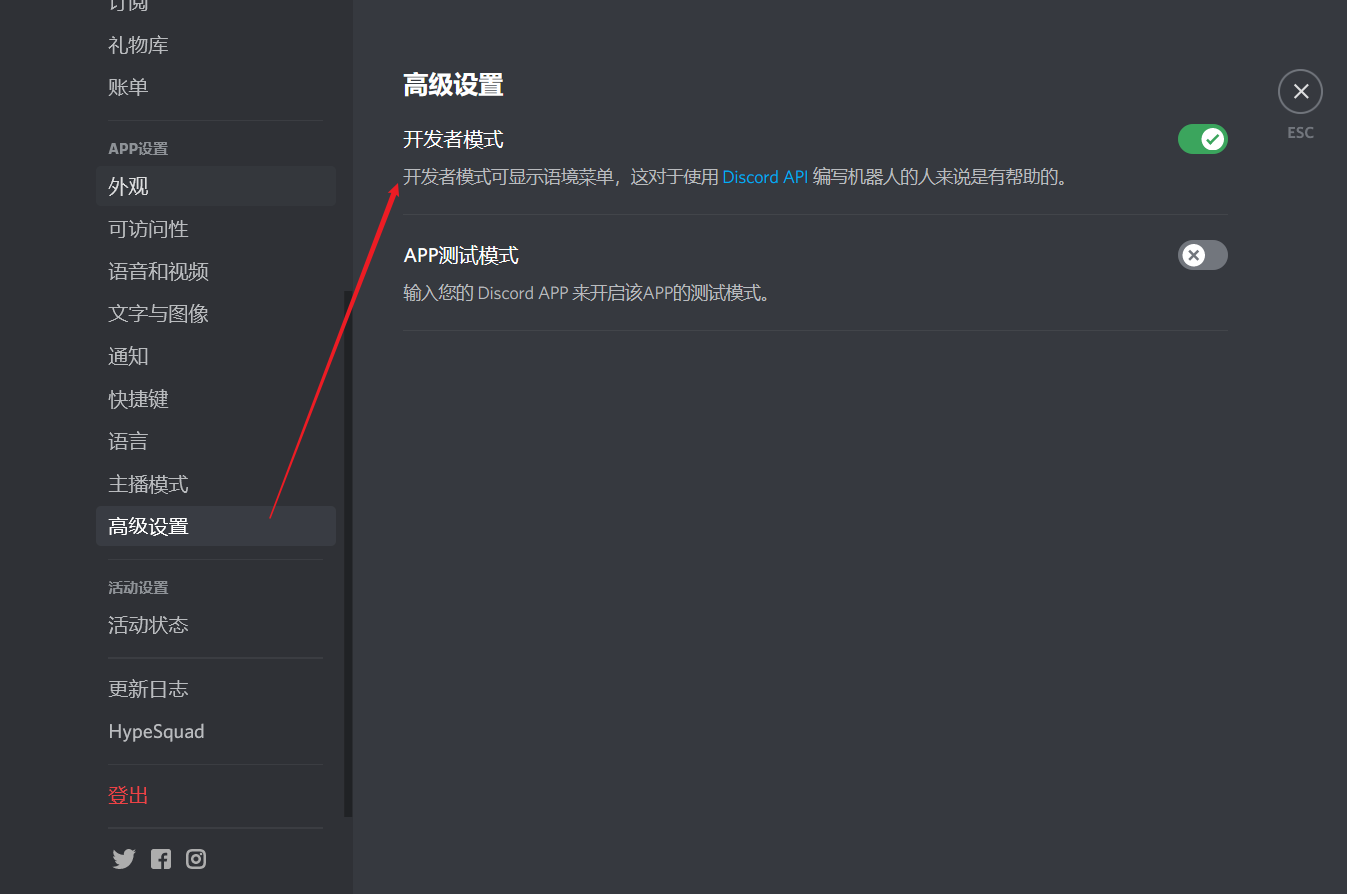 订阅
礼物库
账单
APP设置
外观
可访问性
语音和视频
文字与图像
通知
快捷键
语言
主播模式
高级设置
活动设置
活动状态
更新日志
HypeSquad
登出
高级设置
开发者模式
开发者模式可显示语境菜单，这对于使用 Discord API 编写机器人的人来说是有帮助的。
APP测试模式
输入您的 Discord APP 来开启该APP的测试模式。
ESC